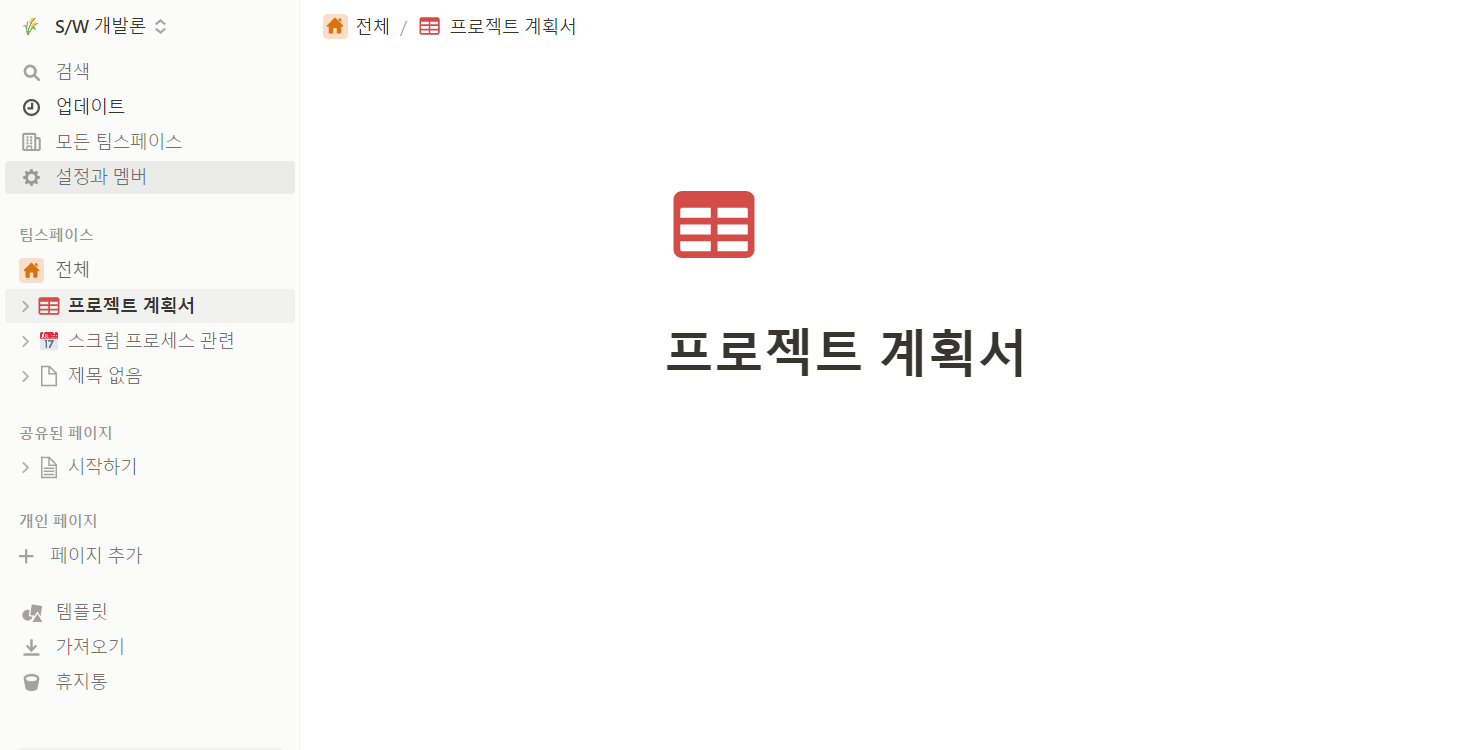 S/W 개발론
검색
업데이트
모든 팀스페이스
설정과 멤버
팀스페이스
전체
프로젝트 계획서
17
스크럼 프로세스 관련
제목 없음
공유된 페이지
시작하기
개인 페이지
페이지 추가
템플릿
가져오기
휴지통
전체 / 프로젝트 계획서
프로젝트 계획서